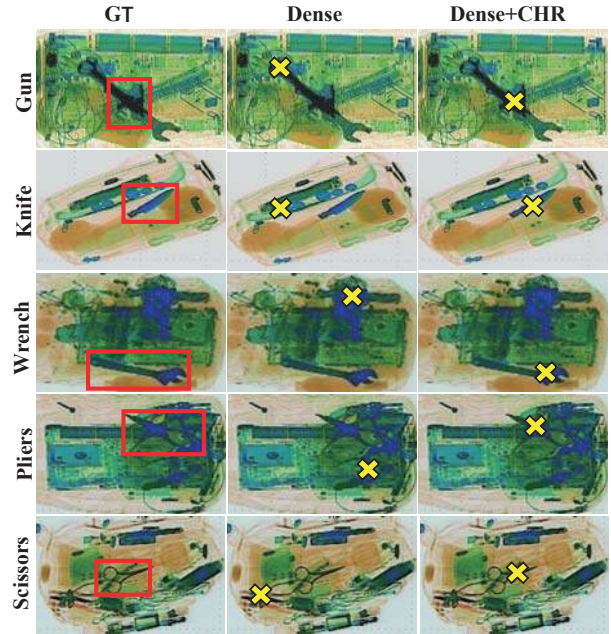 GT Dense Dense+CHR
Gun
Knife
Wrench
Pliers
Scissors